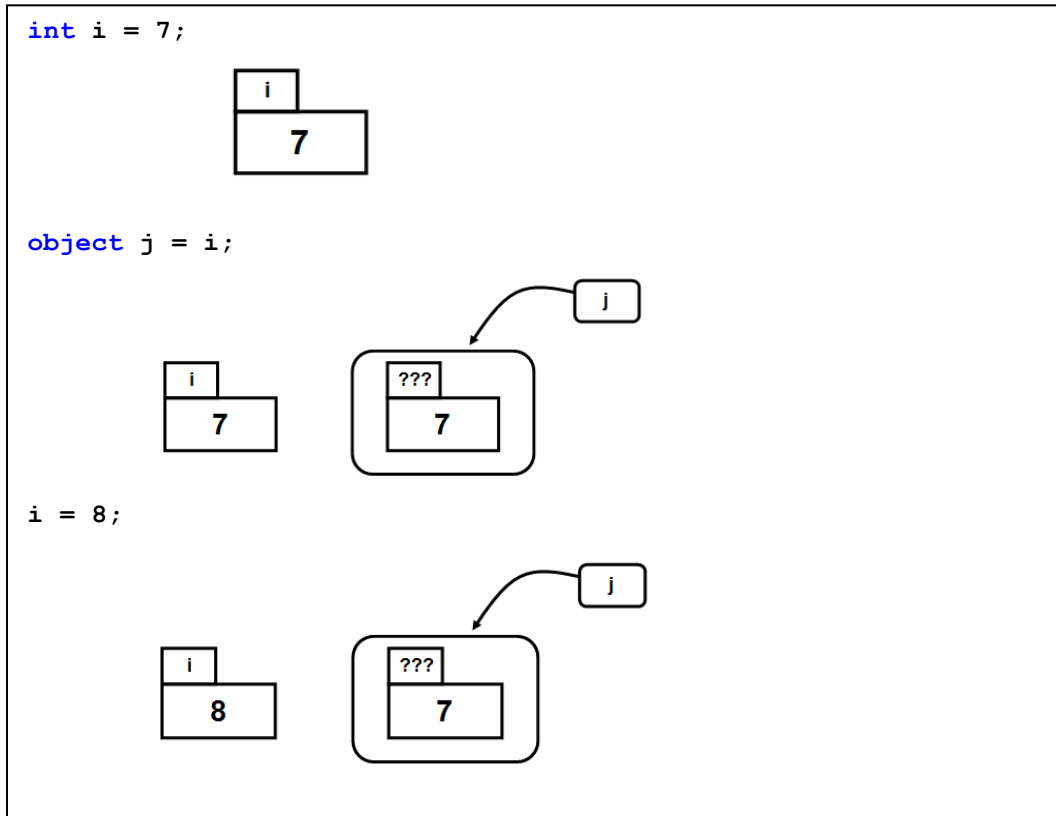 int i = 7;
i
7
object j = i;
j
i
???
7
7
i = 8;
j
i
???
8
7